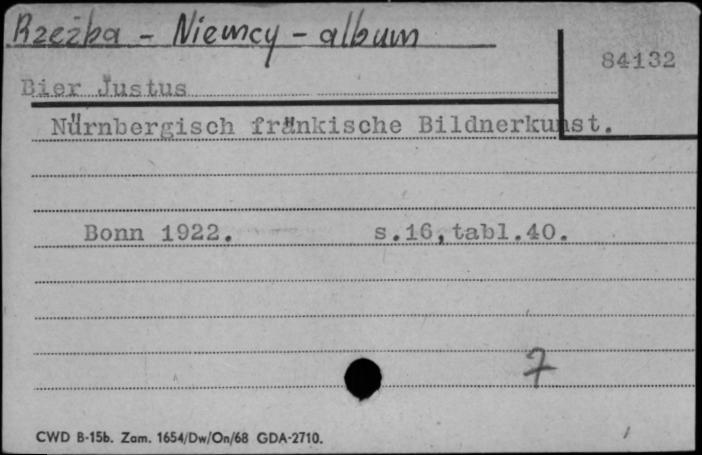 Rzeźba - Niemcy - album
84132
Bier Justus
Nürnbergisch fränkische Bildnerkunst.
Bonn 1922. s.16,tabl.40.
7
CWD B-15b. Zam. 1654/Dw/On/68 GDA-2710.